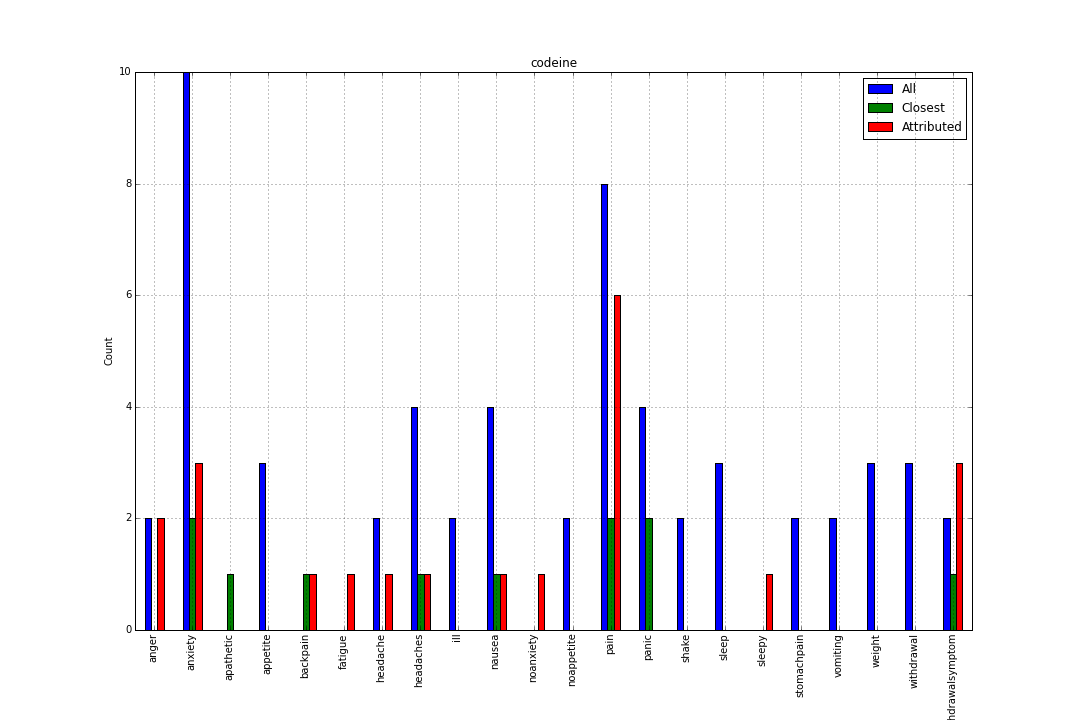 codeine
10
8
6
4
2
0
Count
All
Closest
Attributed
anger
anxiety
apathetic
appetite
backpain
fatigue
headache
headaches
ill
nausea
noanxiety
noappetite
pain
panic
shake
sleep
sleepy
stomachpain
vomiting
weight
withdrawal
hdrawalsymptom